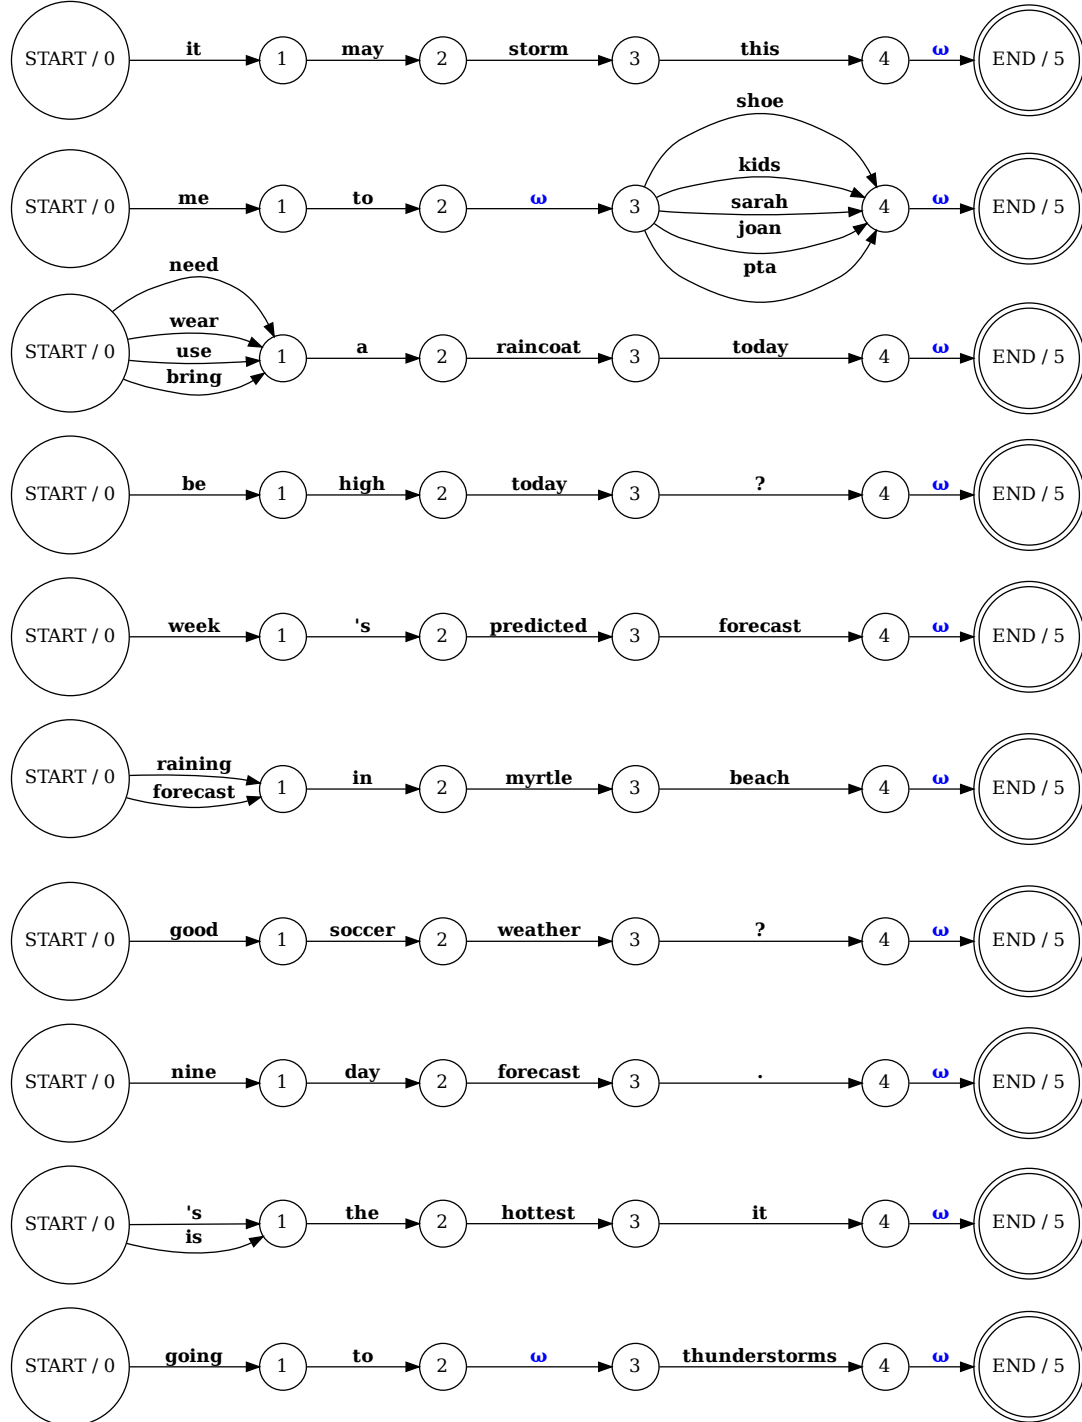 START / 0 it 1 may 2 storm 3 this 4 ω END / 5
START / 0 me 1 to 2 ω 3 shoe kids sarah joan pta 4 ω END / 5
START / 0 need wear use bring 1 a 2 raincoat 3 today 4 ω END / 5
START / 0 be 1 high 2 today 3 ? 4 ω END / 5
START / 0 week 1 's 2 predicted 3 forecast 4 ω END / 5
START / 0 raining forecast 1 in 2 myrtle 3 beach 4 ω END / 5
START / 0 good 1 soccer 2 weather 3 ? 4 ω END / 5
START / 0 nine 1 day 2 forecast 3 . 4 ω END / 5
START / 0 's is 1 the 2 hottest 3 it 4 ω END / 5
START / 0 going 1 to 2 ω 3 thunderstorms 4 ω END / 5